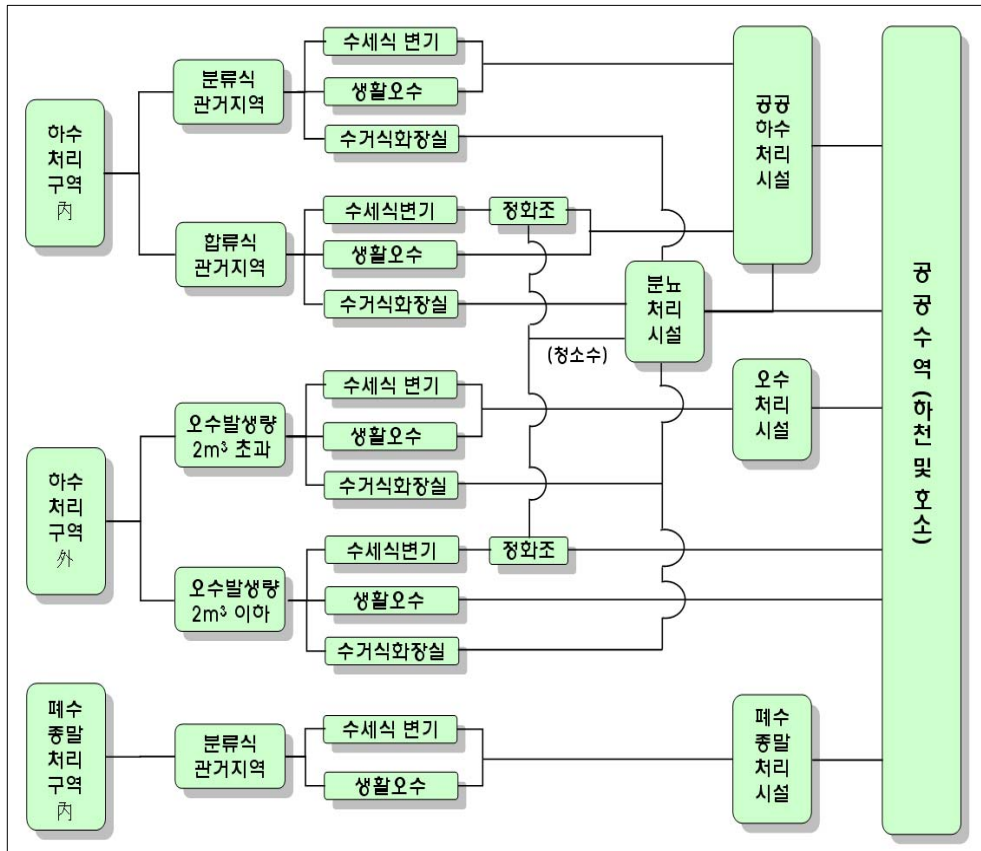 하수
처리
구역
內
분류식
관거지역
수세식 변기
생활오수
수거식화장실
합류식
관거지역
수세식변기
정화조
생활오수
수거식화장실
(청소수)
분뇨
처리
시설
공공
하수
처리
시설
하수
처리
구역
外
오수발생량
2m³ 초과
수세식 변기
생활오수
수거식화장실
오수
처리
시설
오수발생량
2m³ 이하
수세식변기
정화조
생활오수
수거식화장실
폐수
종말
처리
구역
內
분류식
관거지역
수세식 변기
생활오수
폐수
종말
처리
시설
공공수역(하천 및 호소)